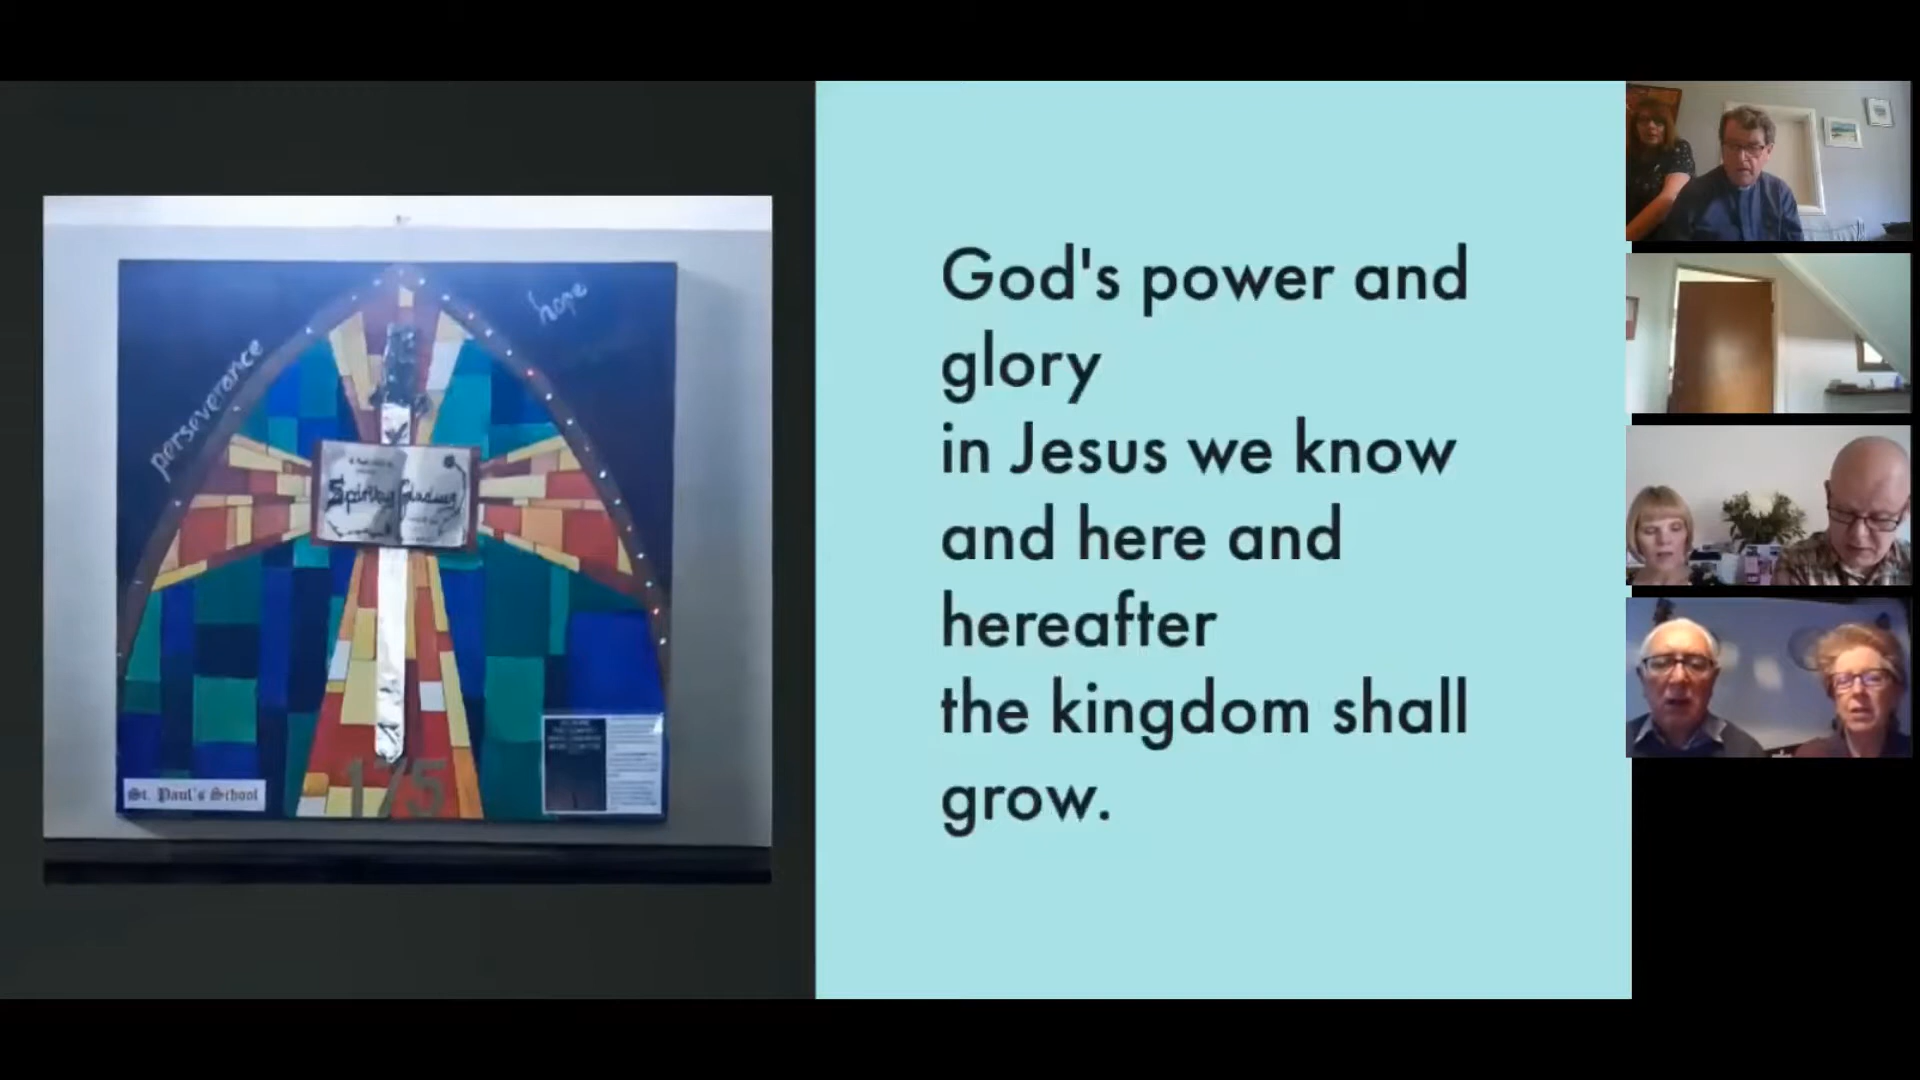 perseverance
hope
St. Paul's School
175
God's power and
glory
in Jesus we know
and here and
hereafter
the kingdom shall
grow.